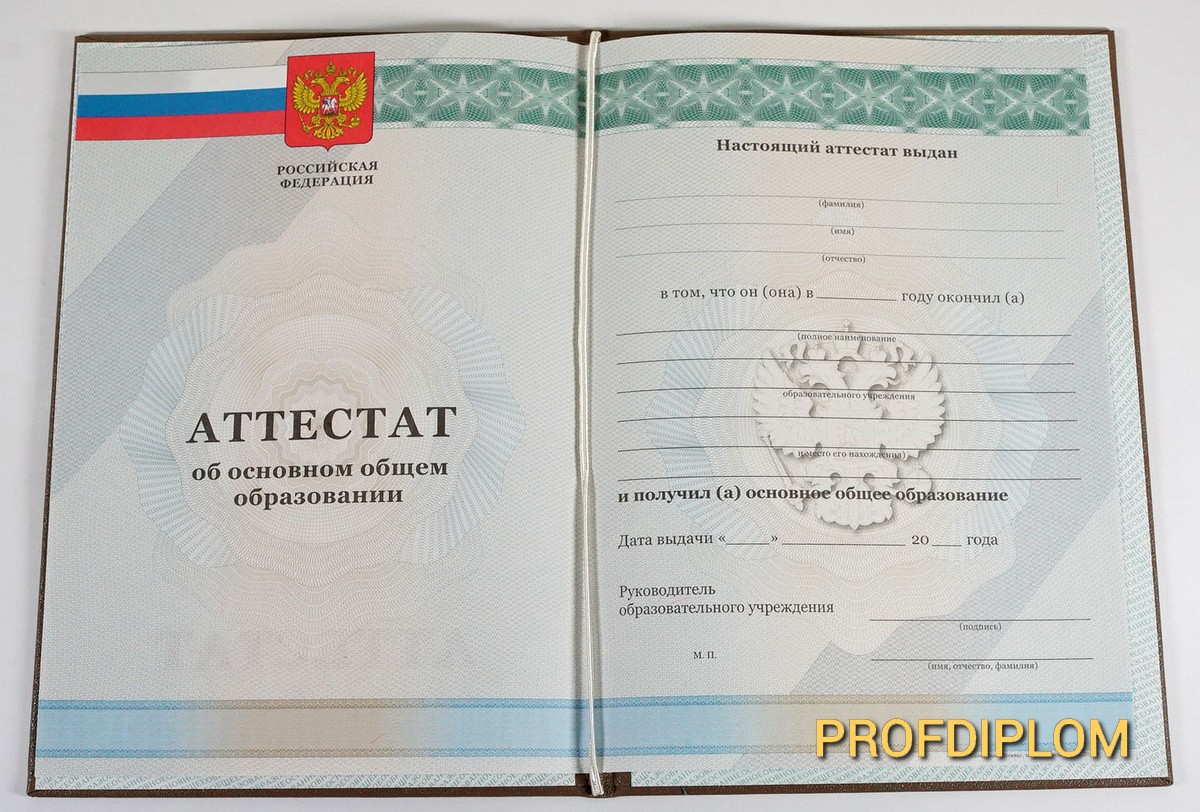 РОССИЙСКАЯ
ФЕДЕРАЦИЯ
АТТЕСТАТ
об основном общем
образовании
Настоящий аттестат выдан
(фамилия)
(имя)
(отчество)
в том, что он (она) в __________ году окончил (а)
(полное наименование
образовательного учреждения
и место его нахождения)
и получил (а) основное общее образование
Дата выдачи «_____» ______________ 20 ____ года
Руководитель
образовательного учреждения
(подпись)
М. П.
(имя, отчество, фамилия)
PROFDIPLOM